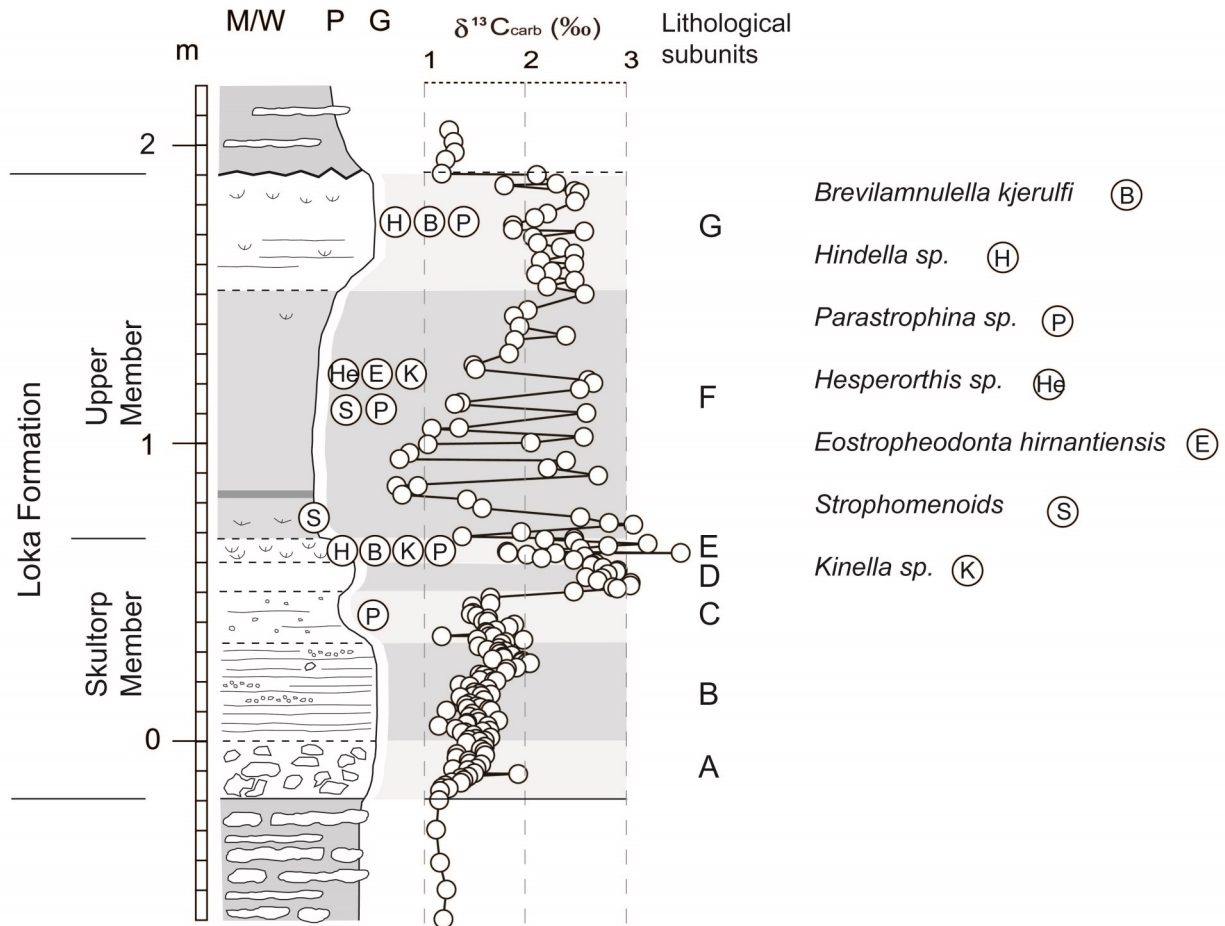 M/W P G
δ¹³Ccarb (‰)
Lithological
subunits
m
1 2 3
2
1
0
Loka Formation
Upper
Member
Skultorp
Member
H B P
He E K
S P
S
H B K P
P
G
F
E
D
C
B
A
Brevilamnulella kjerulfi B
Hindella sp. H
Parastrophina sp. P
Hesperorthis sp. He
Eostropheodonta hirnantiensis E
Strophomenoids S
Kinella sp. K